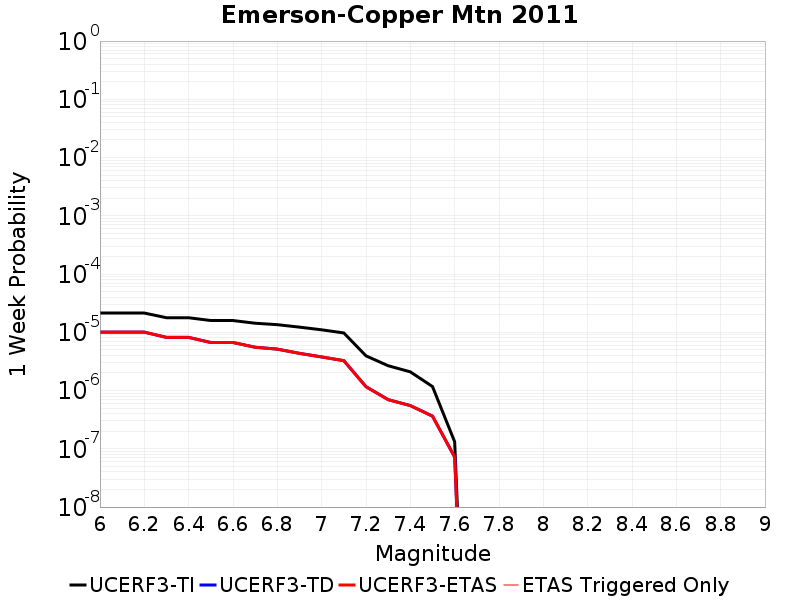 Emerson-Copper Mtn 2011
1 Week Probability
10^0
10^-1
10^-2
10^-3
10^-4
10^-5
10^-6
10^-7
10^-8
6 6.2 6.4 6.6 6.8 7 7.2 7.4 7.6 7.8 8 8.2 8.4 8.6 8.8 9
Magnitude
UCERF3-TI UCERF3-TD UCERF3-ETAS ETAS Triggered Only